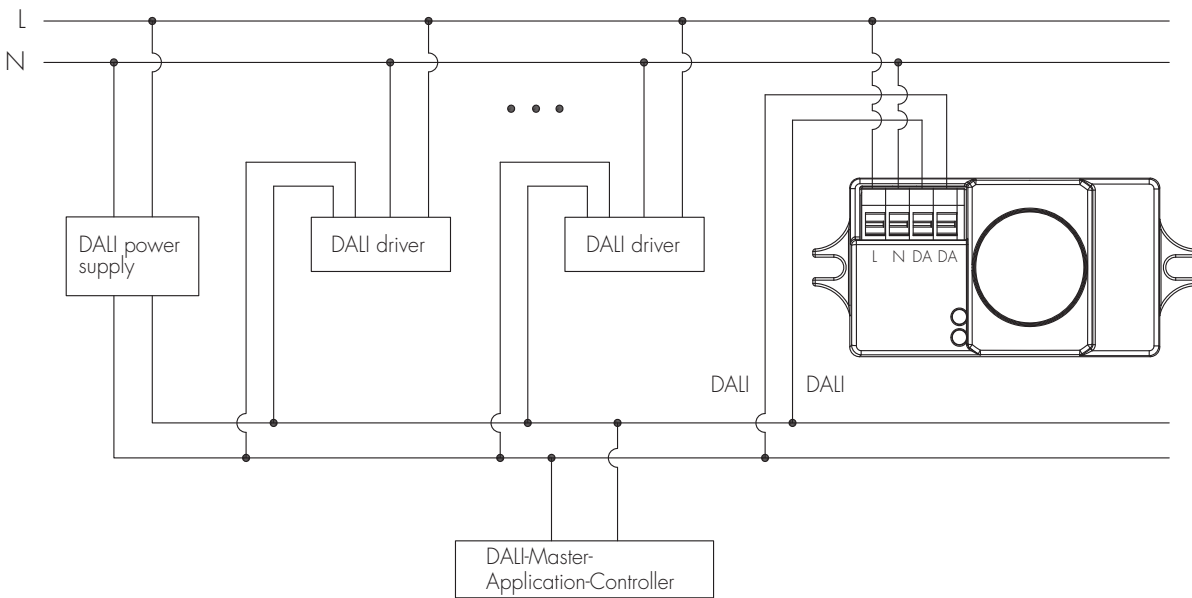 L
N
DALI power
supply
DALI driver
DALI driver
L N DA DA
DALI
DALI
DALI-Master-
Application-Controller